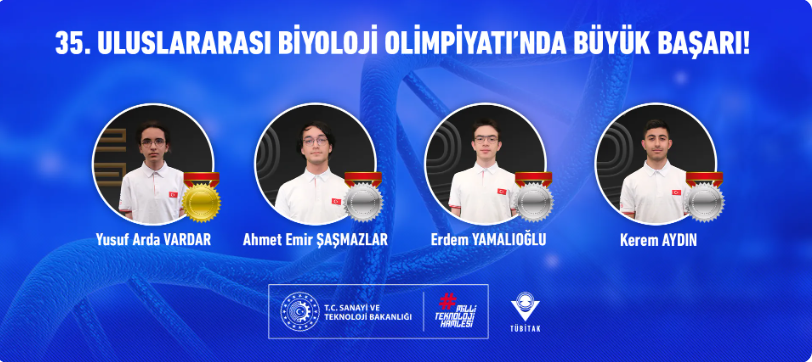 35. ULUSLARARASI BİYOLOJİ OLİMPİYATI'NDA BÜYÜK BAŞARI!
Yusuf Arda VARDAR
Ahmet Emir ŞAŞMAZLAR
Erdem YAMALIOĞLU
Kerem AYDIN
T.C. SANAYİ VE
TEKNOLOJİ BAKANLIĞI
#MİLLİ
TEKNOLOJİ
HAMLESİ
TÜBİTAK